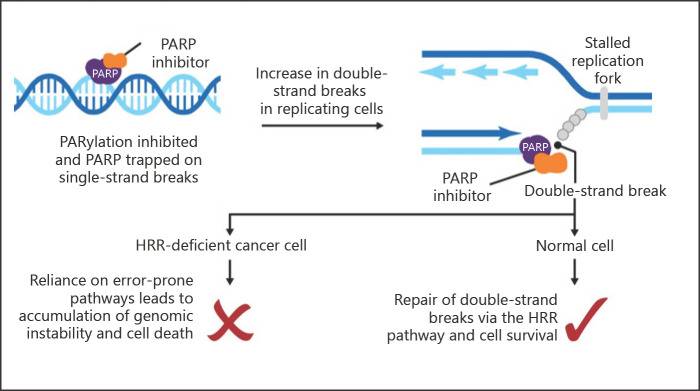 PARP
inhibitor
PARP
PARylation inhibited
and PARP trapped on
single-strand breaks
Increase in double-
strand breaks
in replicating cells
Stalled
replication
fork
PARP
PARP
inhibitor
Double-strand break
HRR-deficient cancer cell
Reliance on error-prone
pathways leads to
accumulation of genomic
instability and cell death
Normal cell
Repair of double-strand
breaks via the HRR
pathway and cell survival